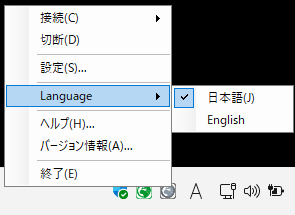 接続(C)
切断(D)
設定(S)...
Language
日本語(J)
English
ヘルプ(H)...
バージョン情報(A)...
終了(E)
A